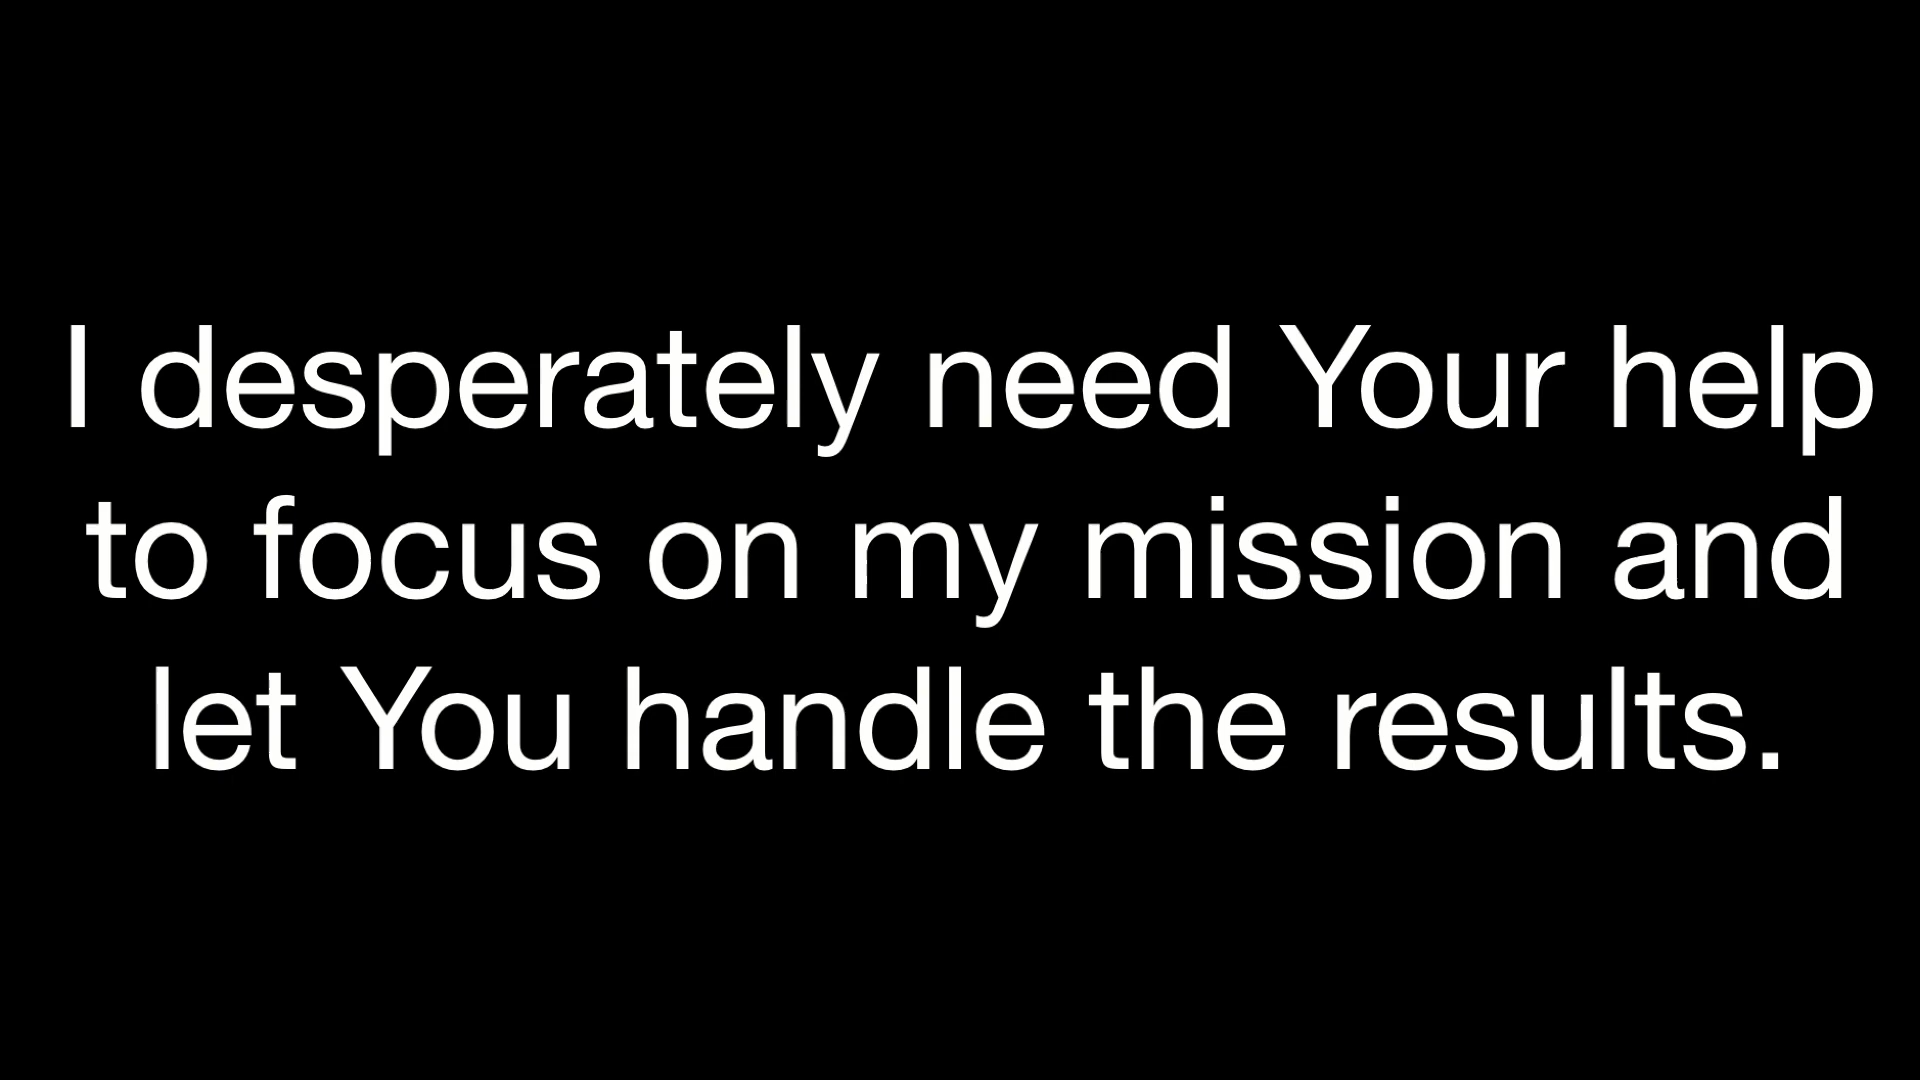 I desperately need Your help
to focus on my mission and
let You handle the results.